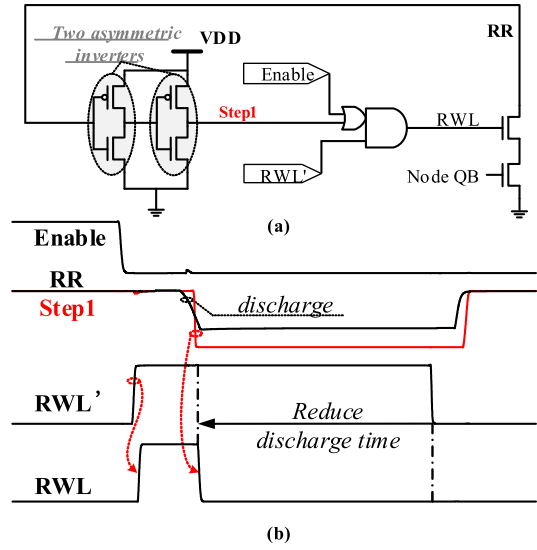 Two asymmetric
inverters
VDD
RR
Enable
Step1
RWL
RWL'
Node QB
(a)
Enable
RR
Step1
discharge
RWL’
Reduce
discharge time
RWL
(b)